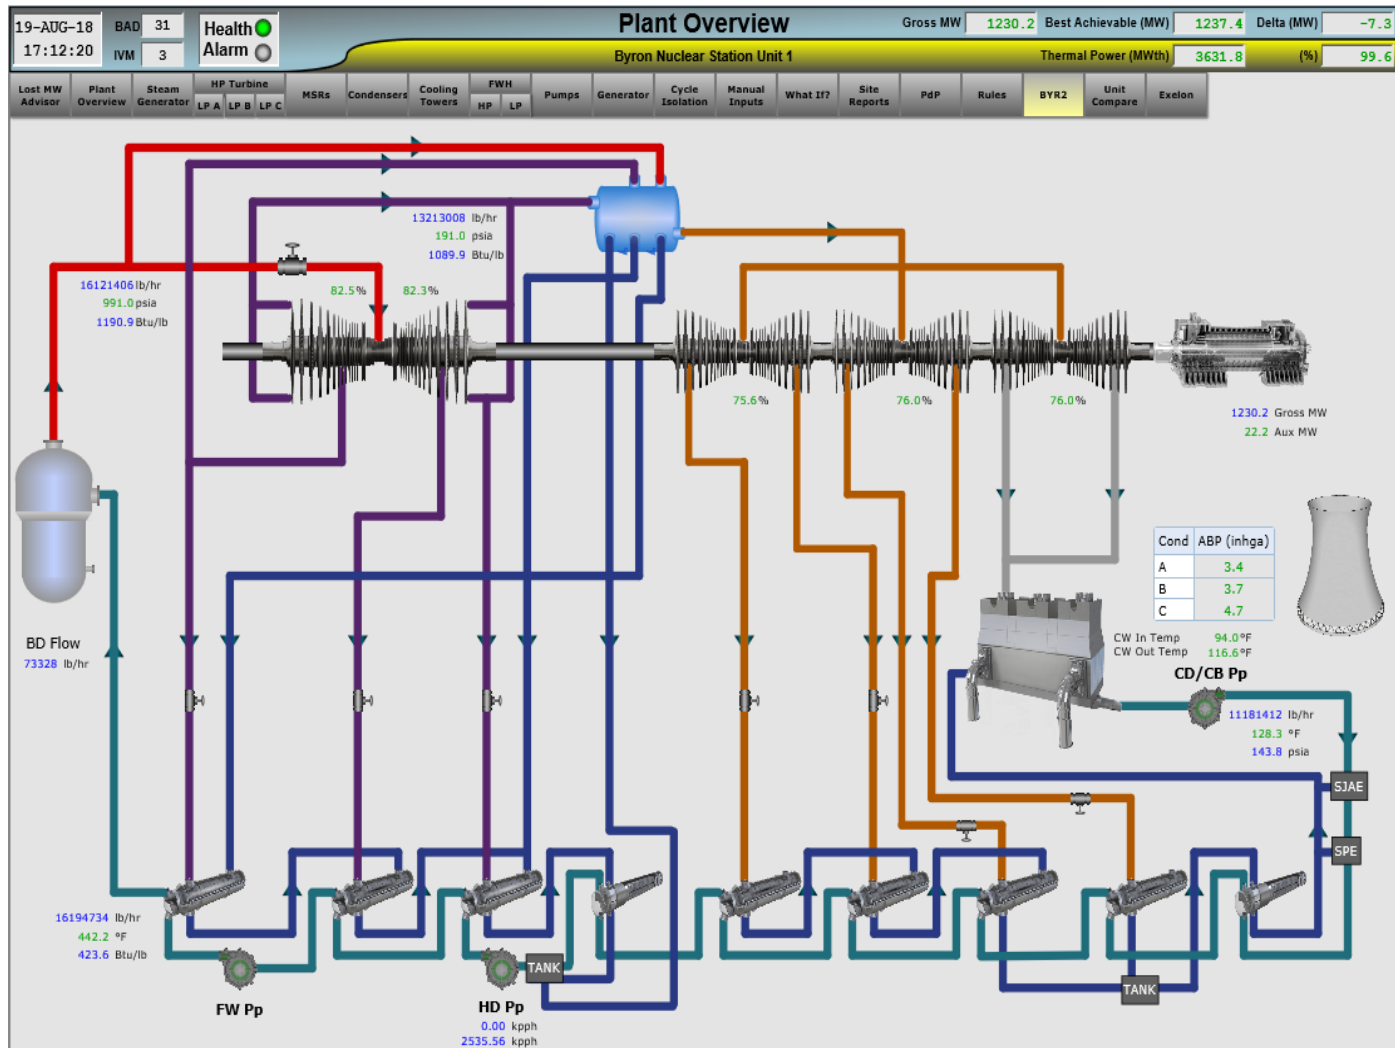 19-AUG-18
17:12:20
BAD 31
IVM 3
Health
Alarm
Plant Overview
Gross MW 1230.2 Best Achievable (MW) 1237.4 Delta (MW) -7.3
Byron Nuclear Station Unit 1
Thermal Power (MWth) 3631.8 (%) 99.6
Lost MW Advisor
Plant Overview
Steam Generator
HP Turbine
LP A LP B LP C
MSRs
Condensers
Cooling Towers
FWH
HP LP
Pumps
Generator
Cycle Isolation
Manual Inputs
What If?
Site Reports
PdP
Rules
BYR2
Unit Compare
Exelon
13213008 lb/hr
191.0 psia
1089.9 Btu/lb
16121406 lb/hr
991.0 psia
1190.9 Btu/lb
82.5 %
82.3 %
75.6 %
76.0 %
76.0 %
1230.2 Gross MW
22.2 Aux MW
Cond ABP (inhga)
A 3.4
B 3.7
C 4.7
CW In Temp 94.0 °F
CW Out Temp 116.6 °F
BD Flow
73328 lb/hr
CD/CB Pp
11181412 lb/hr
128.3 °F
143.8 psia
SJAE
SPE
16194734 lb/hr
442.2 °F
423.6 Btu/lb
TANK
TANK
FW Pp
HD Pp
0.00 kpph
2535.56 kpph